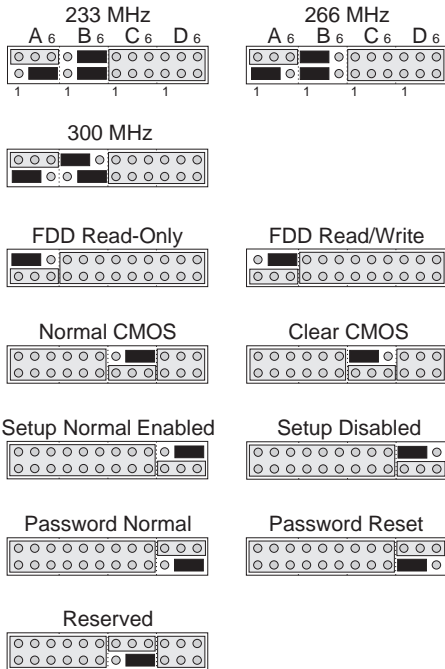 233 MHz
266 MHz
A 6 B 6 C 6 D 6
A 6 B 6 C 6 D 6
1 1 1 1
1 1 1 1
300 MHz
FDD Read-Only
FDD Read/Write
Normal CMOS
Clear CMOS
Setup Normal Enabled
Setup Disabled
Password Normal
Password Reset
Reserved